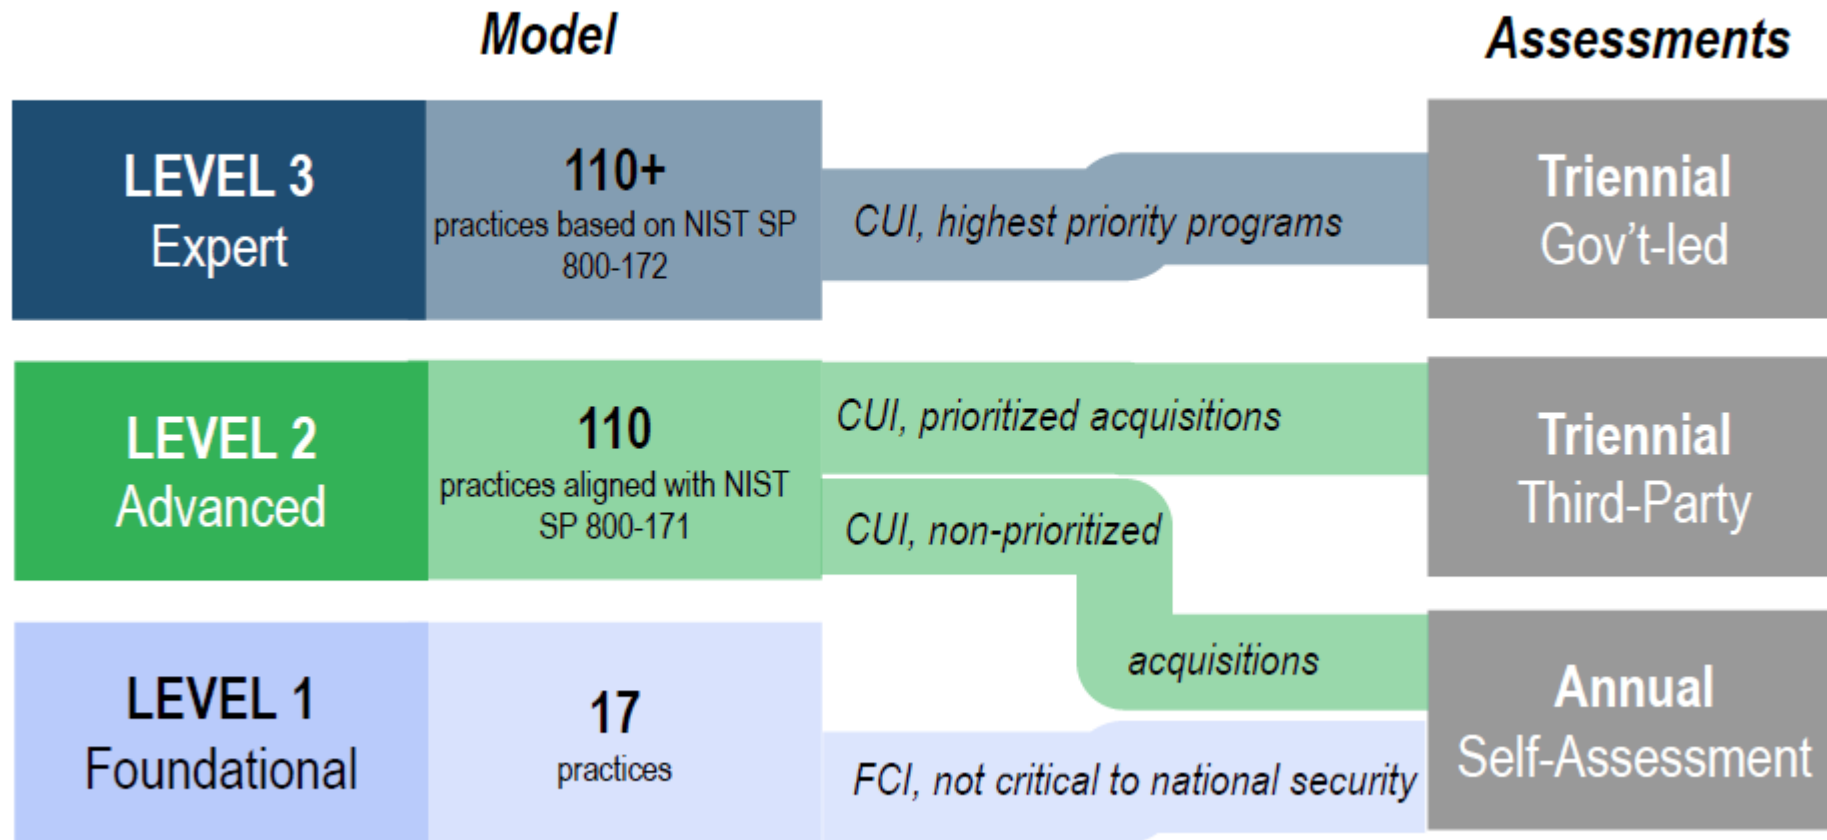 Model
Assessments
LEVEL 3
Expert
110+
practices based on NIST SP
800-172
CUI, highest priority programs
Triennial
Gov't-led
LEVEL 2
Advanced
110
practices aligned with NIST
SP 800-171
CUI, prioritized acquisitions
CUI, non-prioritized
acquisitions
Triennial
Third-Party
LEVEL 1
Foundational
17
practices
FCI, not critical to national security
Annual
Self-Assessment